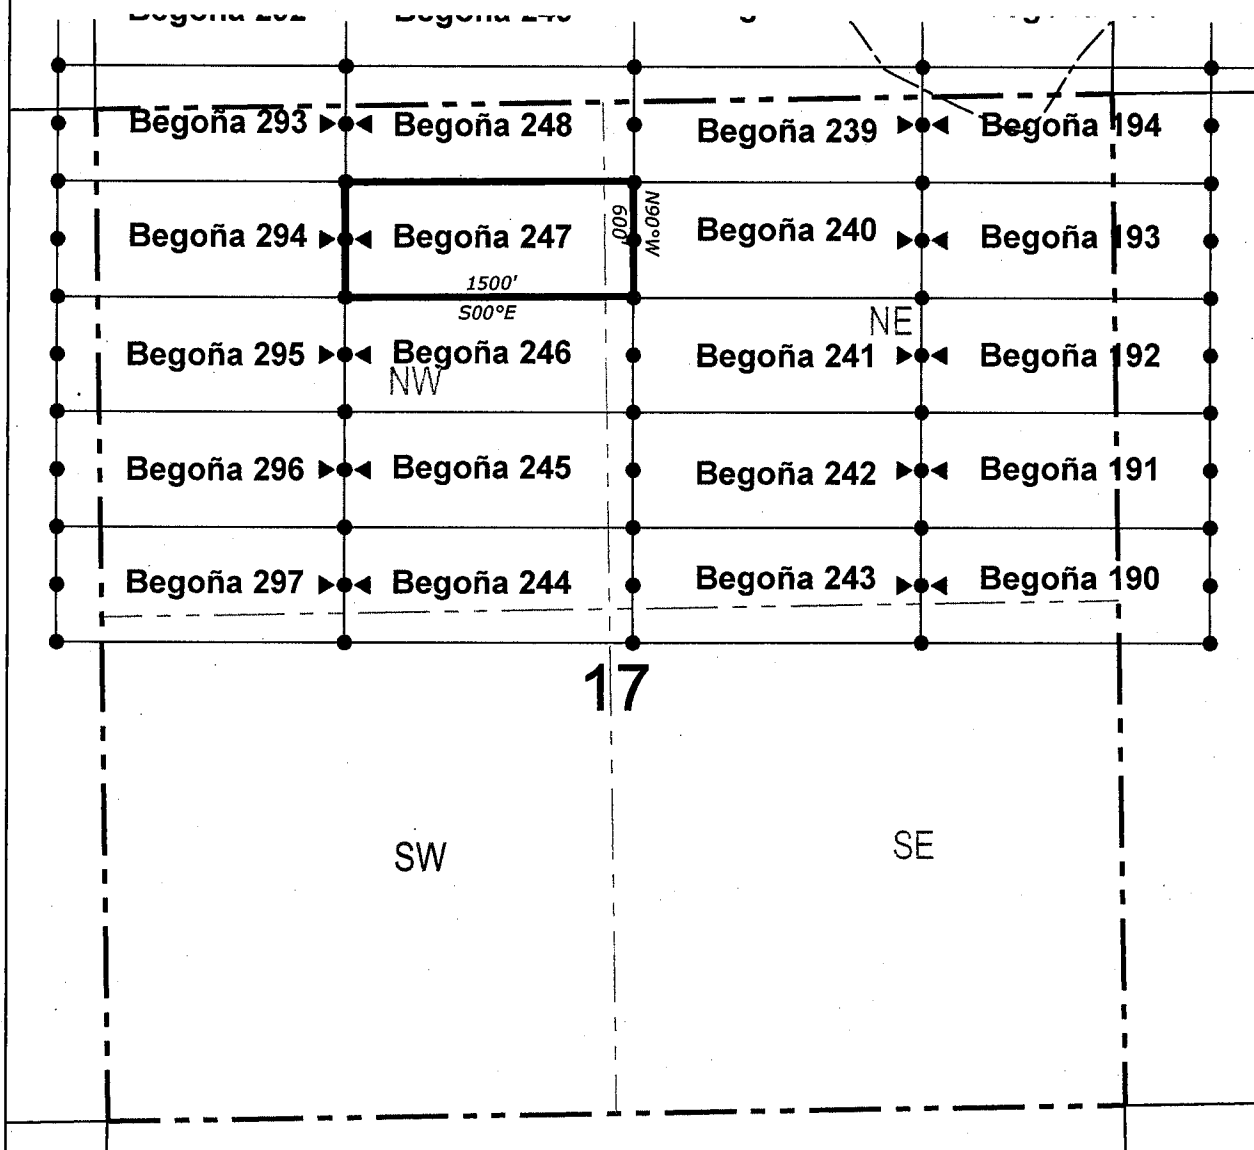 Begoña 293 Begoña 248 Begoña 239 Begoña 194
Begoña 294 Begoña 247 600' N90°W Begoña 240 Begoña 193
1500'
S00°E
NE
Begoña 295 Begoña 246 Begoña 241 Begoña 192
NW
Begoña 296 Begoña 245 Begoña 242 Begoña 191
Begoña 297 Begoña 244 Begoña 243 Begoña 190
17
SW SE